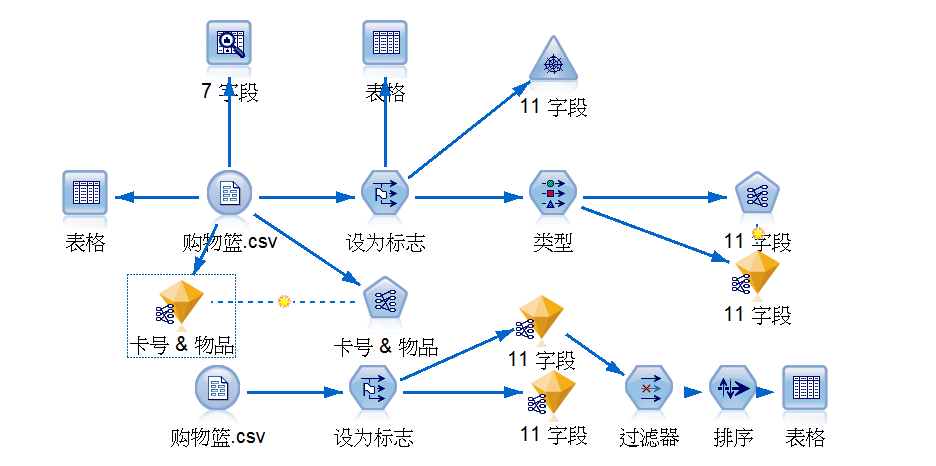 7 字段
表格
11 字段
表格
购物篮.csv
设为标志
类型
11 字段
11 字段
卡号 & 物品
卡号 & 物品
11 字段
购物篮.csv
设为标志
11 字段
过滤器
排序
表格